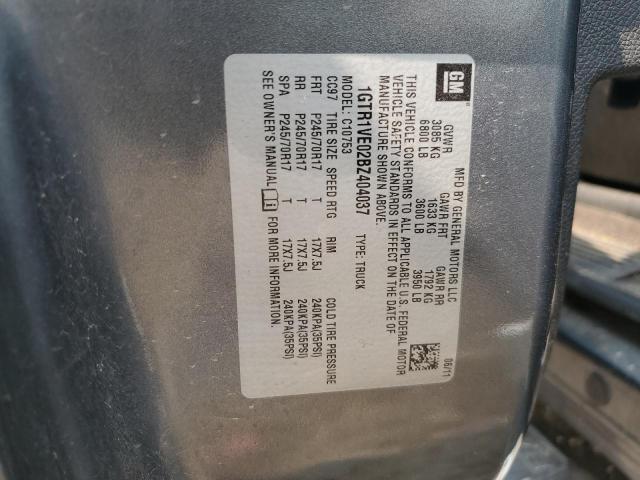 GM
MFD BY GENERAL MOTORS LLC
06/11
GVWR GAWR FRT GAWR RR
3085 KG 1633 KG 1792 KG
6800 LB 3600 LB 3950 LB
THIS VEHICLE CONFORMS TO ALL APPLICABLE U.S. FEDERAL MOTOR
VEHICLE SAFETY STANDARDS IN EFFECT ON THE DATE OF
MANUFACTURE SHOWN ABOVE.
1GTR1VE02BZ404037 TYPE: TRUCK
MODEL: C10753
CC97 TIRE SIZE SPEED RTG RIM COLD TIRE PRESSURE
FRT P245/70R17 T 17X7.5J 240KPA(35PSI)
RR P245/70R17 T 17X7.5J 240KPA(35PSI)
SPA P245/70R17 T 17X7.5J 240KPA(35PSI)
SEE OWNER'S MANUAL FOR MORE INFORMATION.